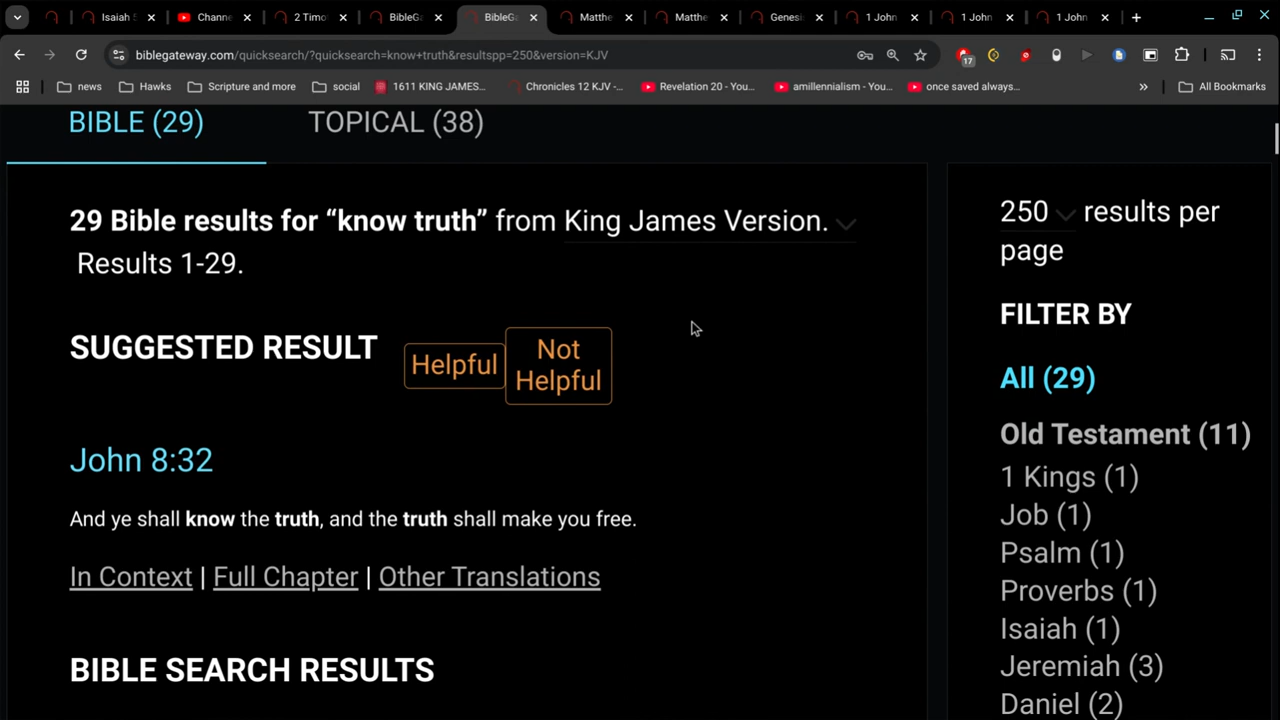 Isaiah 5
Channe
2 Timo
BibleGa
BibleGa
Matthe
Matthe
Genesi
1 John
1 John
1 John
biblegateway.com/quicksearch/?quicksearch=know+truth&resultspp=250&version=KJV
17
news
Hawks
Scripture and more
social
1611 KING JAMES...
Chronicles 12 KJV -...
Revelation 20 - You...
amillennialism - You...
once saved always...
»
All Bookmarks
BIBLE (29)
TOPICAL (38)
29 Bible results for “know truth” from King James Version.
Results 1-29.
SUGGESTED RESULT
Helpful
Not
Helpful
John 8:32
And ye shall know the truth, and the truth shall make you free.
In Context | Full Chapter | Other Translations
BIBLE SEARCH RESULTS
250 results per
page
FILTER BY
All (29)
Old Testament (11)
1 Kings (1)
Job (1)
Psalm (1)
Proverbs (1)
Isaiah (1)
Jeremiah (3)
Daniel (2)